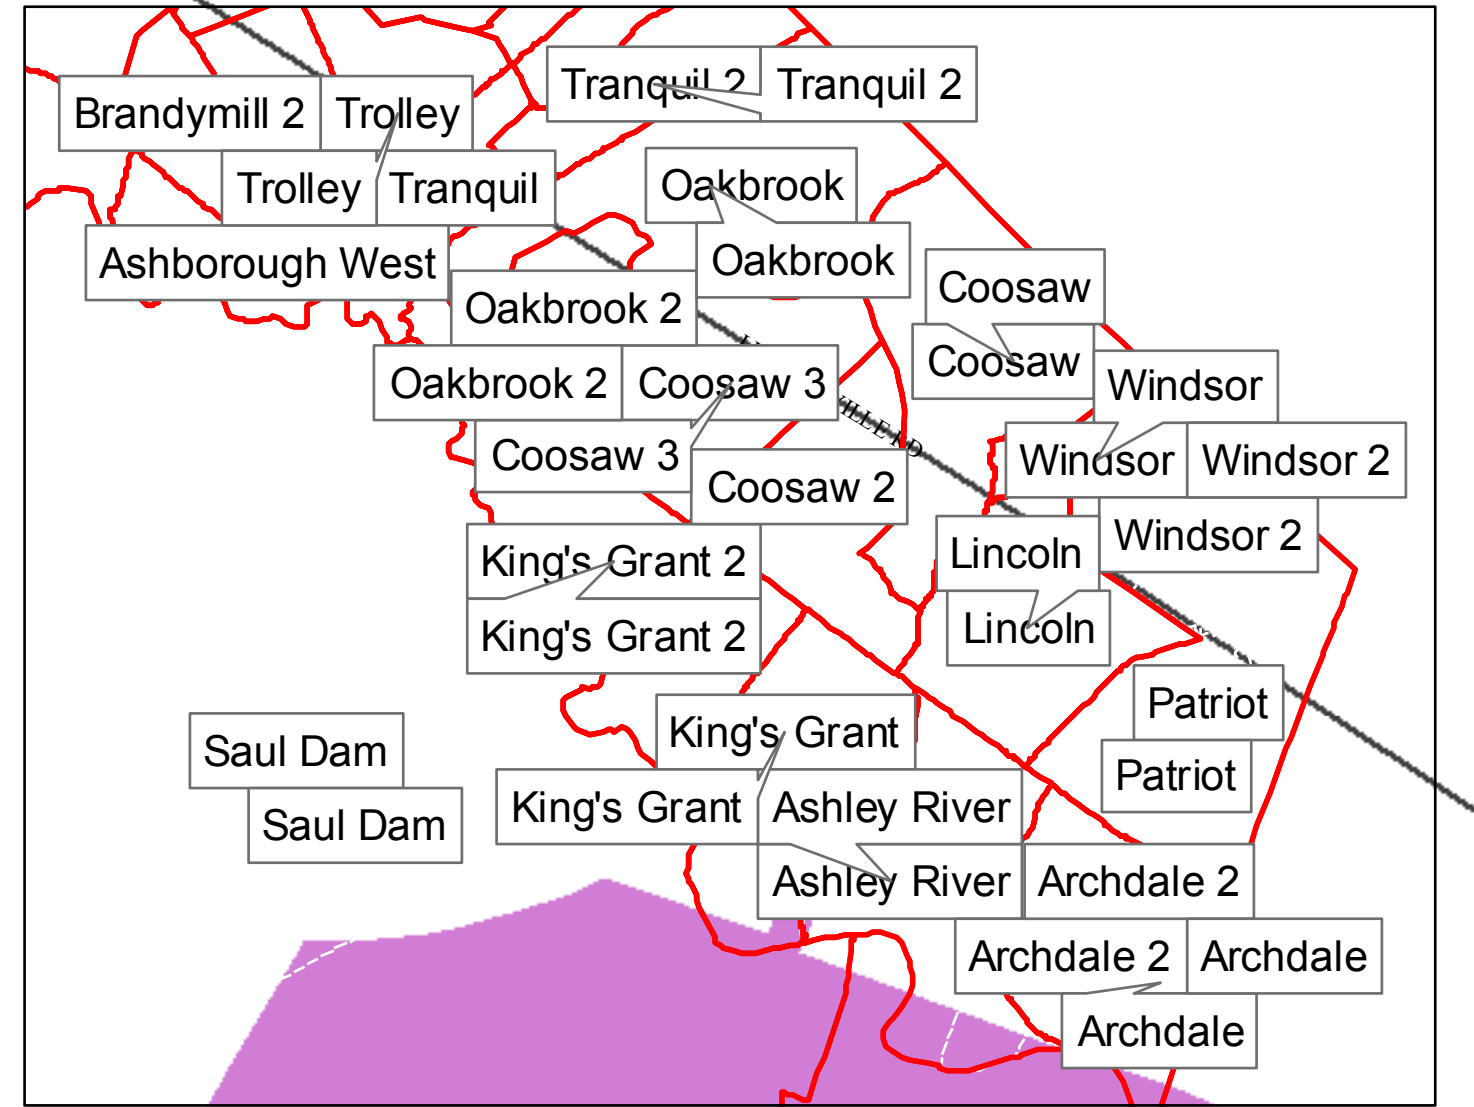 Tranquil 2
Tranquil 2
Brandymill 2
Trolley
Trolley
Tranquil
Oakbrook
Oakbrook
Ashborough West
Coosaw
Coosaw
Oakbrook 2
Oakbrook 2
Coosaw 3
Windsor
Windsor
Windsor 2
Coosaw 3
Coosaw 2
Windsor 2
Lincoln
Lincoln
King's Grant 2
King's Grant 2
Patriot
Patriot
King's Grant
Saul Dam
Saul Dam
King's Grant
Ashley River
Ashley River
Archdale 2
Archdale 2
Archdale
Archdale